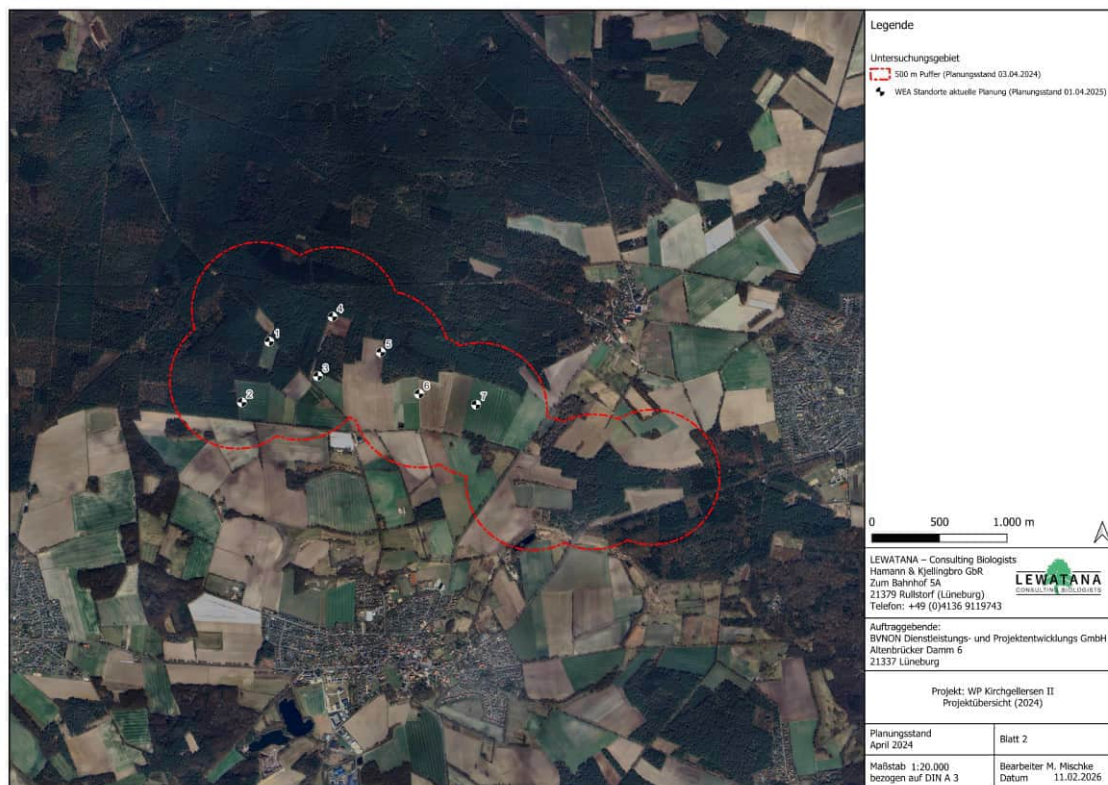 Legende
Untersuchungsgebiet
500 m Puffer (Planungsstand 03.04.2024)
WEA Standorte aktuelle Planung (Planungsstand 01.04.2025)
4
1
5
3
6
2
7
0 500 1.000 m
LEWATANA – Consulting Biologists
Hamann & Kjellingbro GbR
Zum Bahnhof 5A
21379 Rullstorf (Lüneburg)
Telefon: +49 (0)4136 9119743
LEWATANA
CONSULTING BIOLOGISTS
Auftraggebende:
BVNON Dienstleistungs- und Projektentwicklungs GmbH
Altenbrücker Damm 6
21337 Lüneburg
Projekt: WP Kirchgellersen II
Projektübersicht (2024)
Planungsstand
April 2024
Blatt 2
Maßstab 1:20.000
bezogen auf DIN A 3
Bearbeiter M. Mischke
Datum 11.02.2026